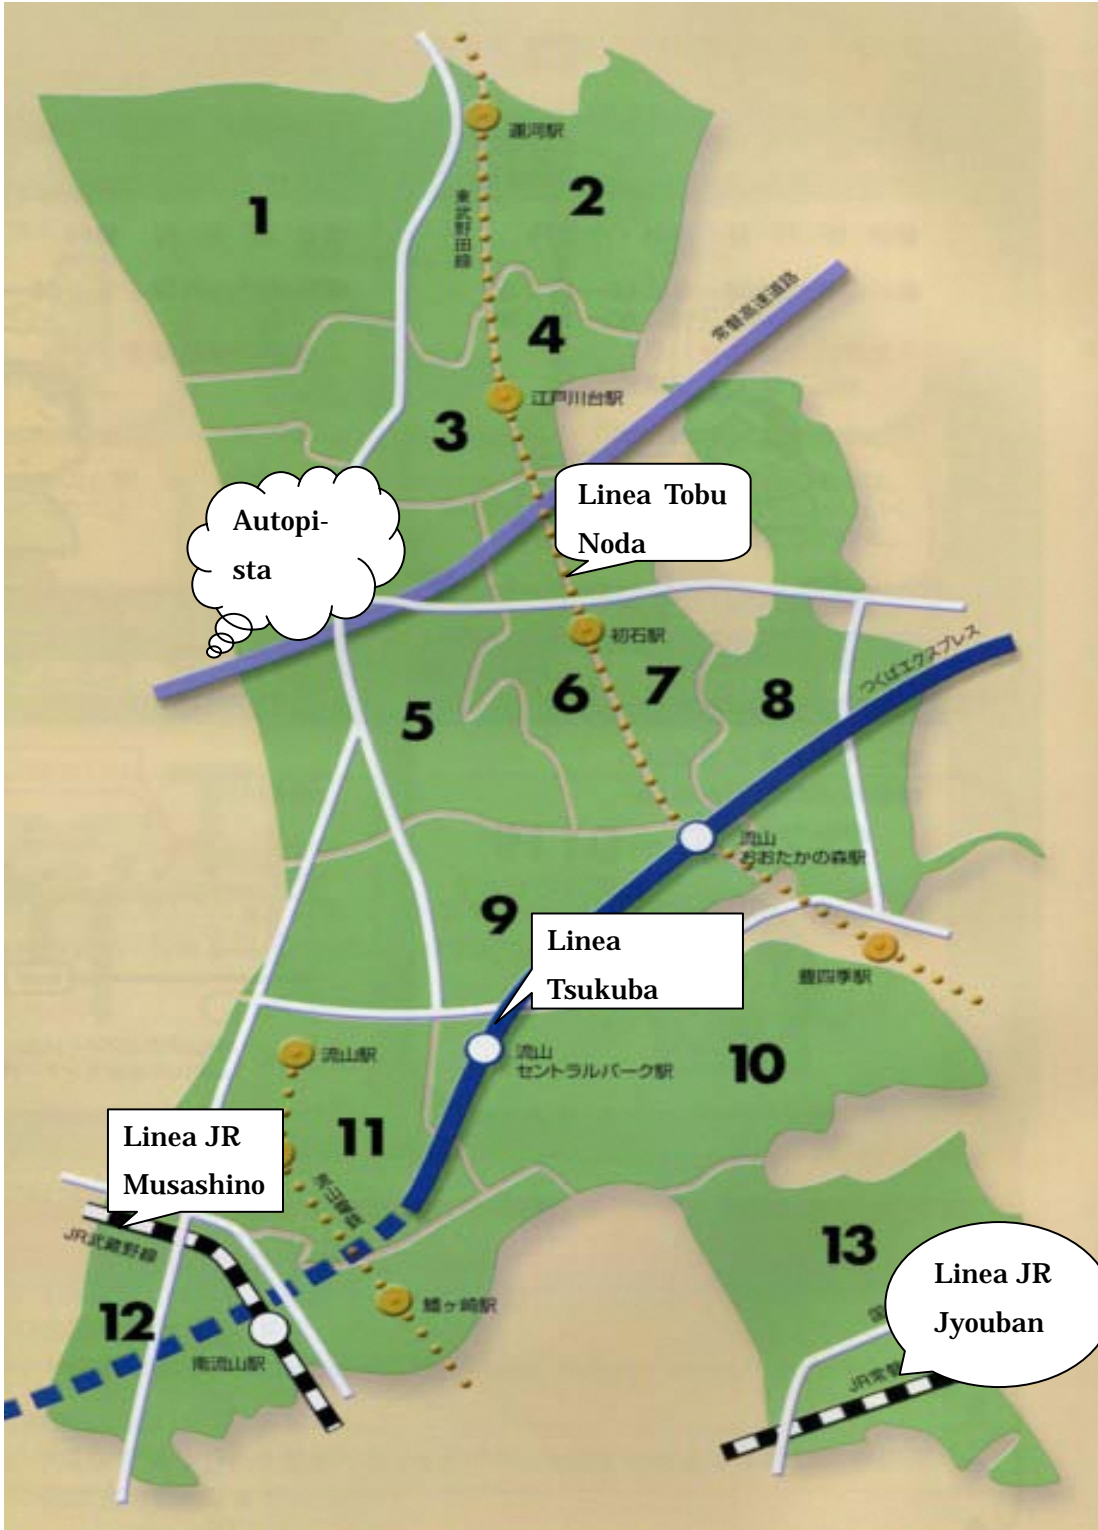 運河駅
1
2
東武野田線
常磐高速道路
4
江戸川台駅
3
Linea Tobu
Noda
Autopi-
sta
初石駅
つくばエクスプレス
5
6
7
8
流山
おおたかの森駅
9
Linea
Tsukuba
豊四季駅
流山駅
流山
セントラルパーク駅
10
11
Linea JR
Musashino
JR武蔵野線
13
Linea JR
Jyouban
12
鰭ヶ崎駅
南流山駅
JR常磐